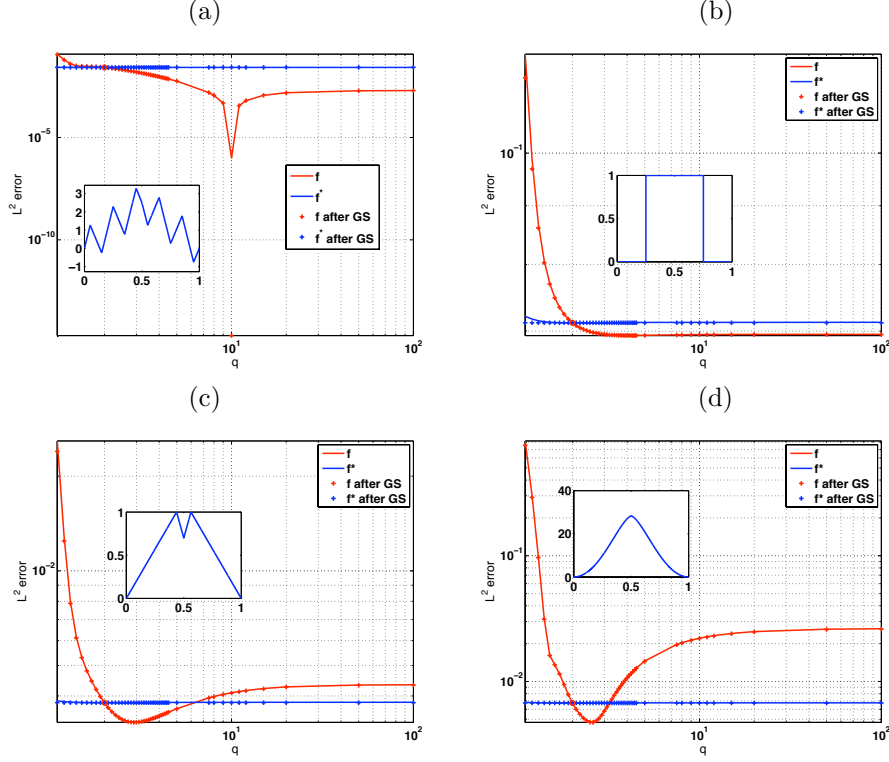 (a)
(b)
10^-5
10^-10
L^2 error
f
f*
f after GS
f* after GS
3
2
1
0
−1
0
0.5
1
10^1
10^2
q
10^-1
L^2 error
f
f*
f after GS
f* after GS
1
0.5
0
0
0.5
1
10^1
10^2
q
(c)
(d)
10^-2
L^2 error
f
f*
f after GS
f* after GS
1
0.5
0
0
0.5
1
10^1
10^2
q
10^-1
10^-2
L^2 error
f
f*
f after GS
f* after GS
40
20
0
0
0.5
1
10^1
10^2
q